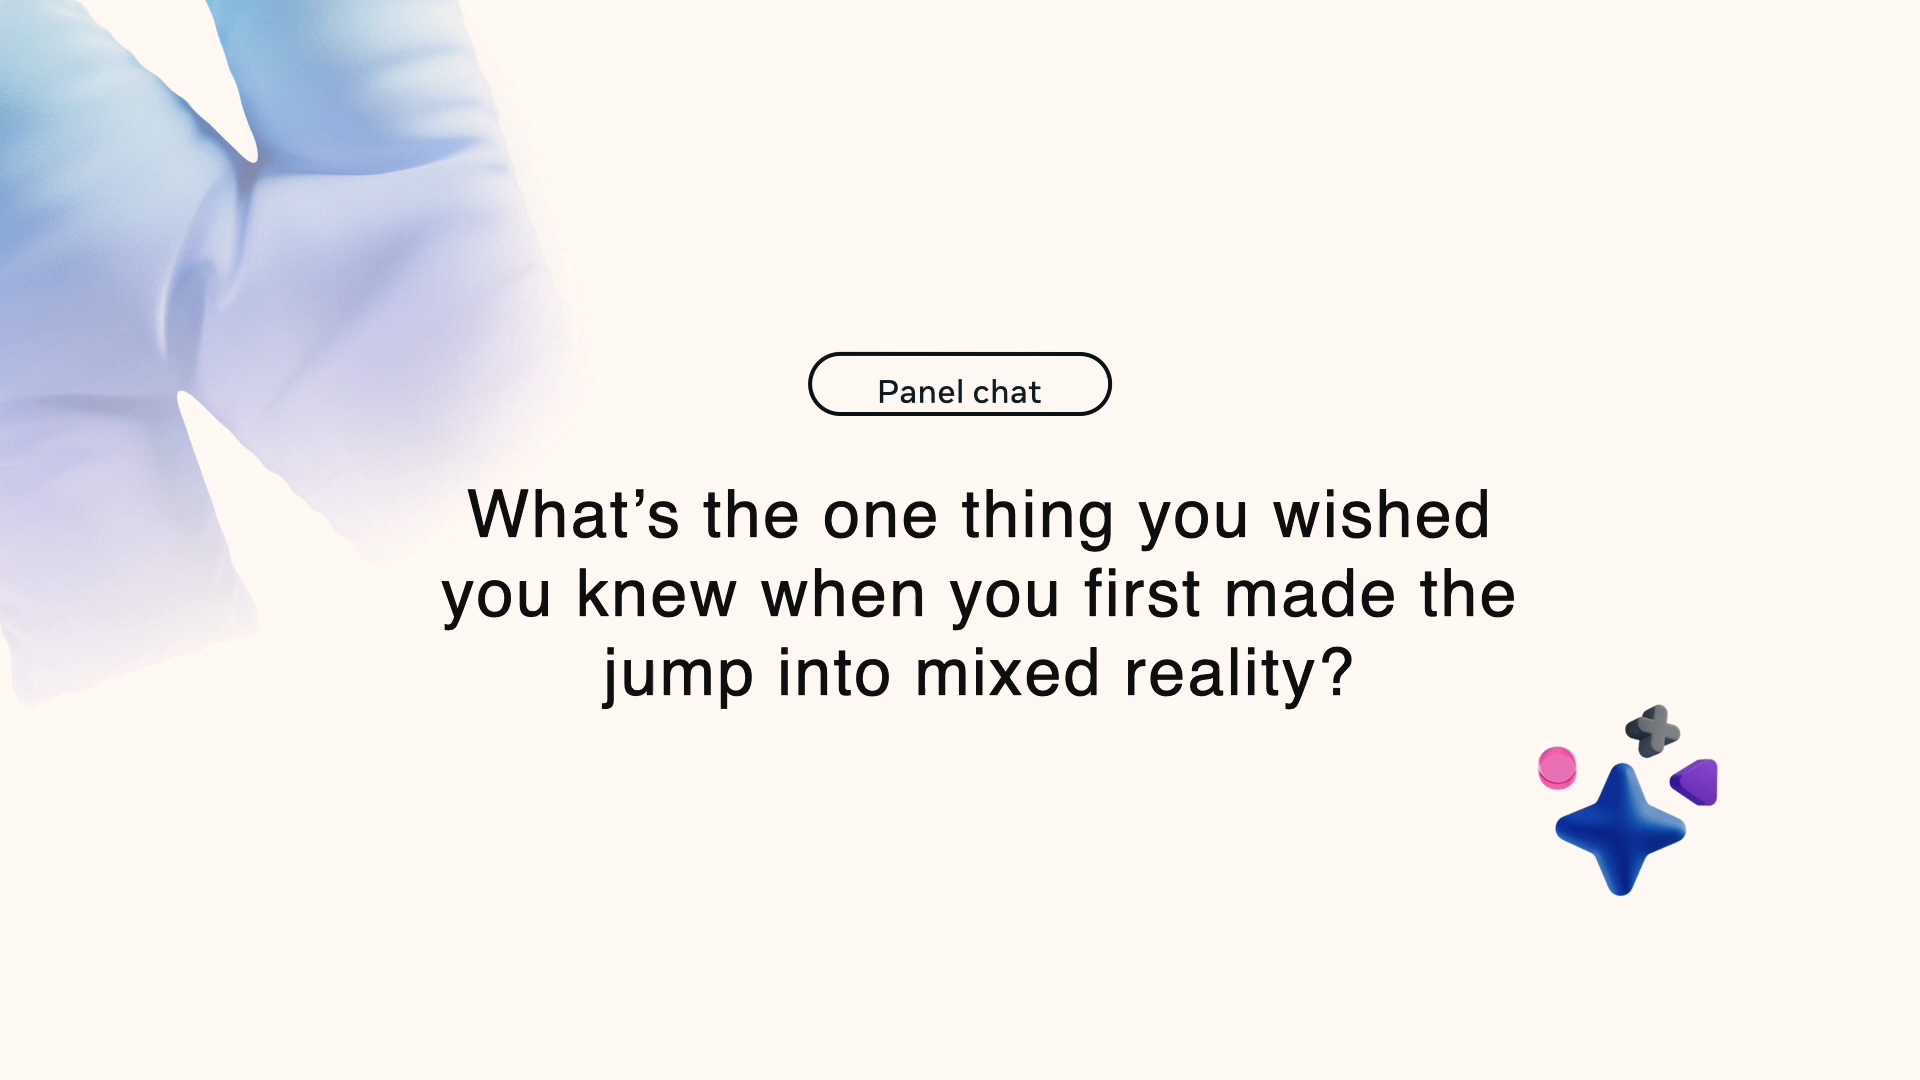 Panel chat
What’s the one thing you wished
you knew when you first made the
jump into mixed reality?